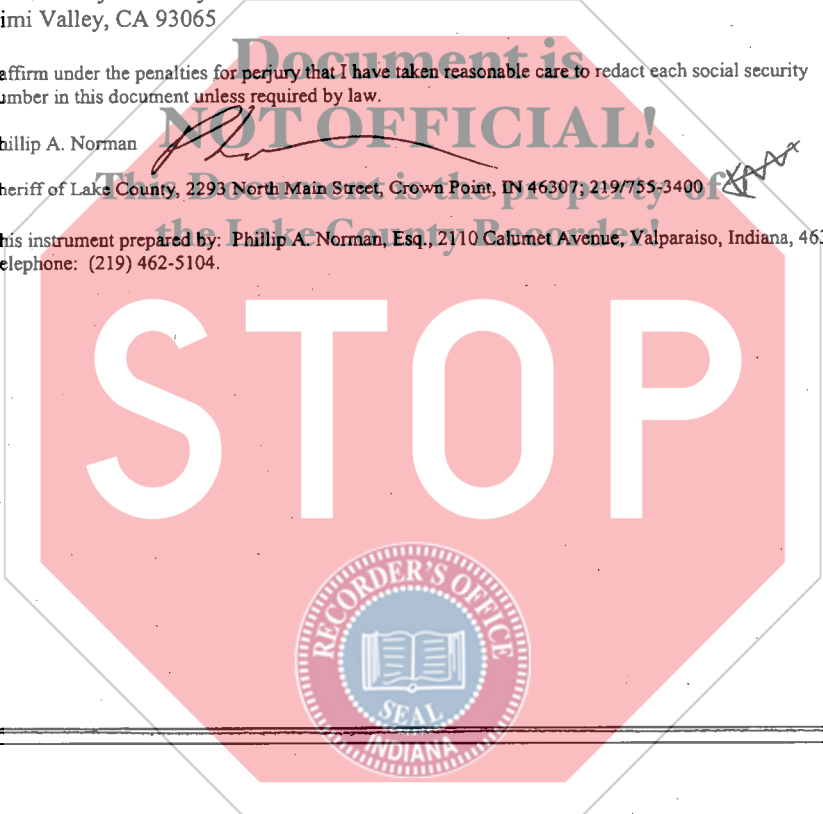 imi Valley, CA 93065
affirm under the penalties for perjury that I have taken reasonable care to redact each social security
umber in this document unless required by law.
hillip A. Norman
heriff of Lake County, 2293 North Main Street, Crown Point, IN 46307; 219/755-3400
his instrument prepared by: Phillip A. Norman, Esq., 2110 Calumet Avenue, Valparaiso, Indiana, 463
elephone: (219) 462-5104.
Document is
NOT OFFICIAL!
This Document is the property of
the Lake County Recorder!
STOP
RECORDER'S OFFICE
SEAL
INDIANA